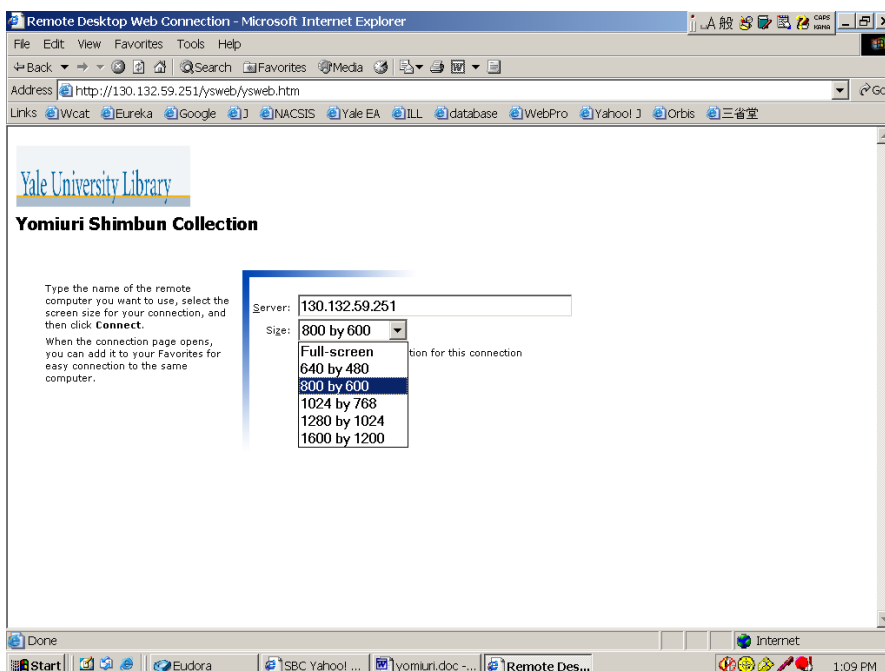 Remote Desktop Web Connection - Microsoft Internet Explorer
A 般 CAPS KANA
File Edit View Favorites Tools Help
Back Search Favorites Media
Address http://130.132.59.251/ysweb/ysweb.htm Go
Links Wcat Eureka Google J NACSIS Yale EA ILL database WebPro Yahoo! J Orbis 三省堂
Yale University Library
Yomiuri Shimbun Collection
Type the name of the remote
computer you want to use, select the
screen size for your connection, and
then click Connect.
When the connection page opens,
you can add it to your Favorites for
easy connection to the same
computer.
Server: 130.132.59.251
Size: 800 by 600
Full-screen
tion for this connection
640 by 480
800 by 600
1024 by 768
1280 by 1024
1600 by 1200
Done Internet
Start Eudora SBC Yahoo! ... yomiuri.doc -... Remote Des... 1:09 PM